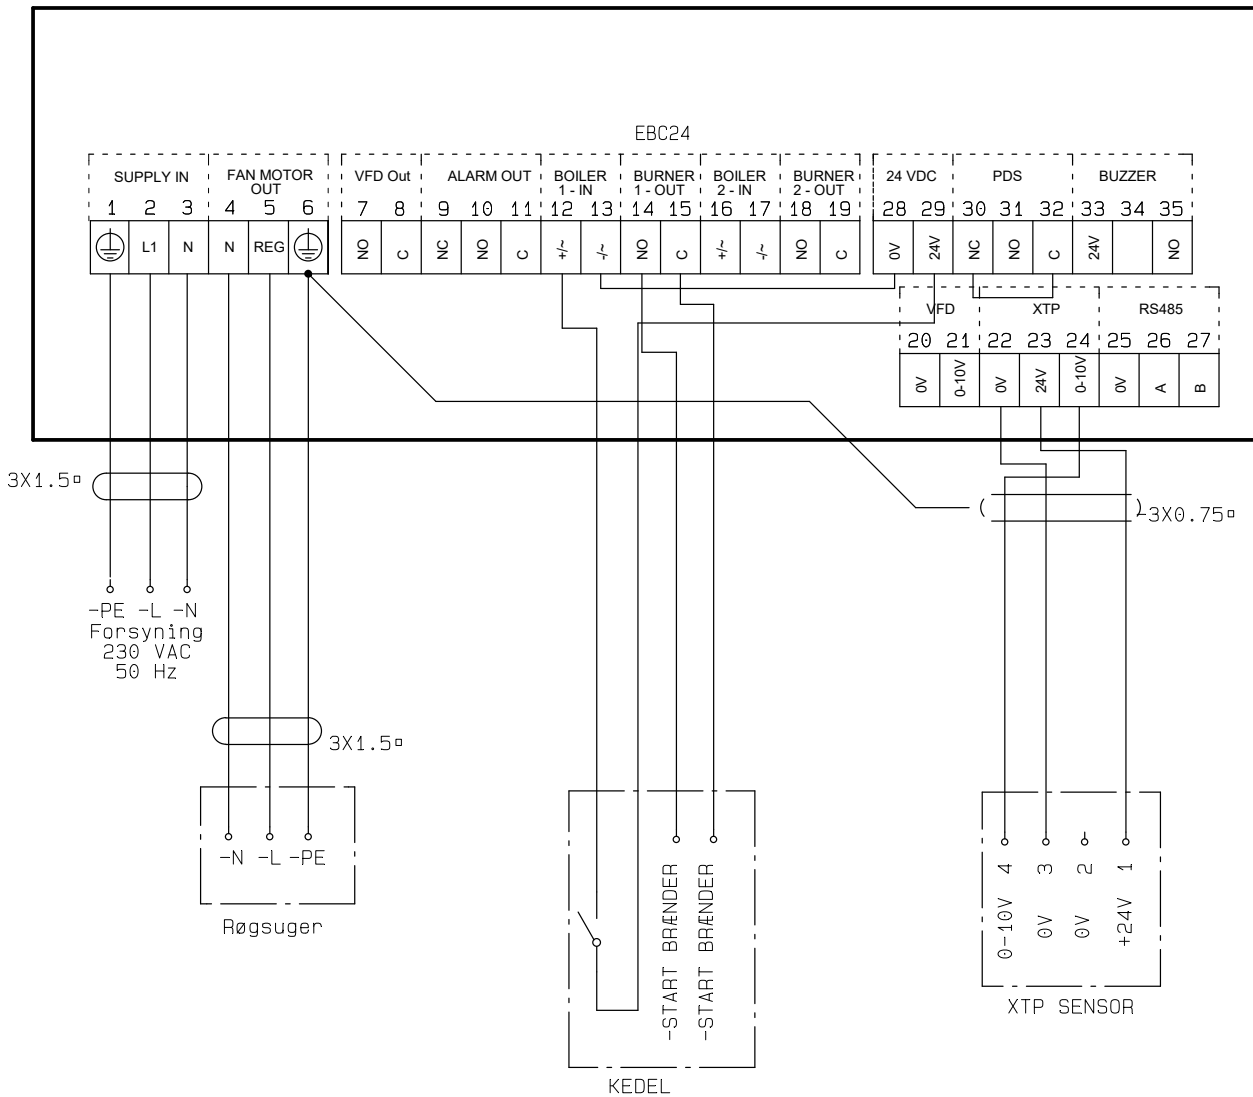 EBC24
SUPPLY IN
FAN MOTOR
OUT
VFD Out
ALARM OUT
BOILER
1 - IN
BURNER
1 - OUT
BOILER
2 - IN
BURNER
2 - OUT
24 VDC
PDS
BUZZER
1 2 3 4 5 6 7 8 9 10 11 12 13 14 15 16 17 18 19 28 29 30 31 32 33 34 35
L1 N N REG NO C NC NO C +/~ -/~ NO C +/~ -/~ NO C 0V 24V NC NO C 24V NO
VFD XTP RS485
20 21 22 23 24 25 26 27
0V 0-10V 0V 24V 0-10V 0V A B
3X1.5▫
-3X0.75▫
-PE -L -N
Forsyning
230 VAC
50 Hz
3X1.5▫
-N -L -PE
Røgsuger
-START BRÆNDER
-START BRÆNDER
KEDEL
4 3 2 1
0-10V 0V 0V +24V
XTP SENSOR